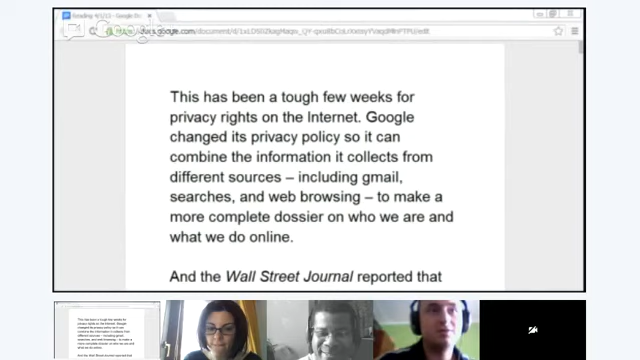 Google
This has been a tough few weeks for
privacy rights on the Internet. Google
changed its privacy policy so it can
combine the information it collects from
different sources – including gmail,
searches, and web browsing – to make a
more complete dossier on who we are and
what we do online.
And the Wall Street Journal reported that